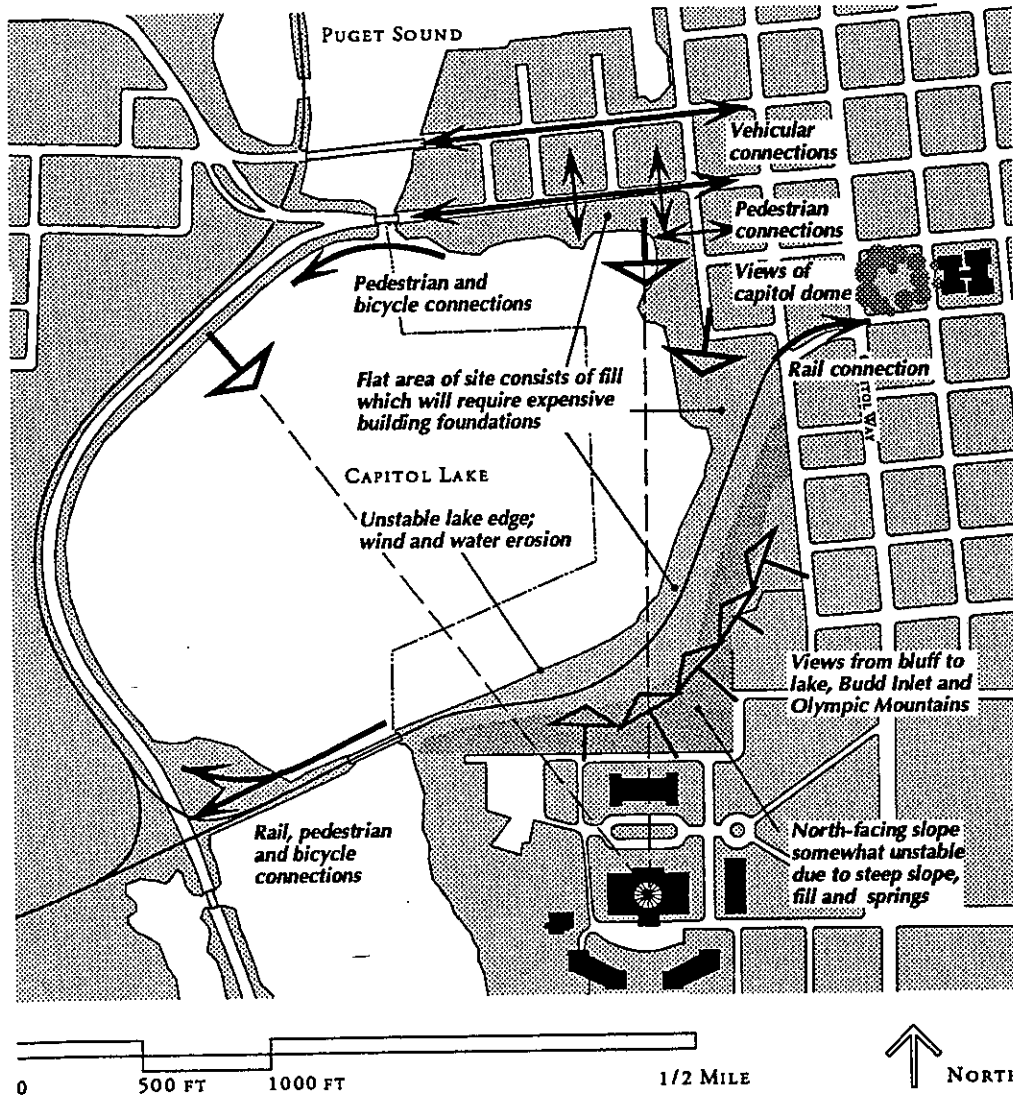 PUGET SOUND
Vehicular
connections
Pedestrian
connections
Views of
capitol dome
Pedestrian and
bicycle connections
Rail connection
Flat area of site consists of fill
which will require expensive
building foundations
CAPITOL LAKE
Unstable lake edge;
wind and water erosion
Views from bluff to
lake, Budd Inlet and
Olympic Mountains
North-facing slope
somewhat unstable
due to steep slope,
fill and springs
Rail, pedestrian
and bicycle
connections
0
500 FT
1000 FT
1/2 MILE
NORTH
WAY